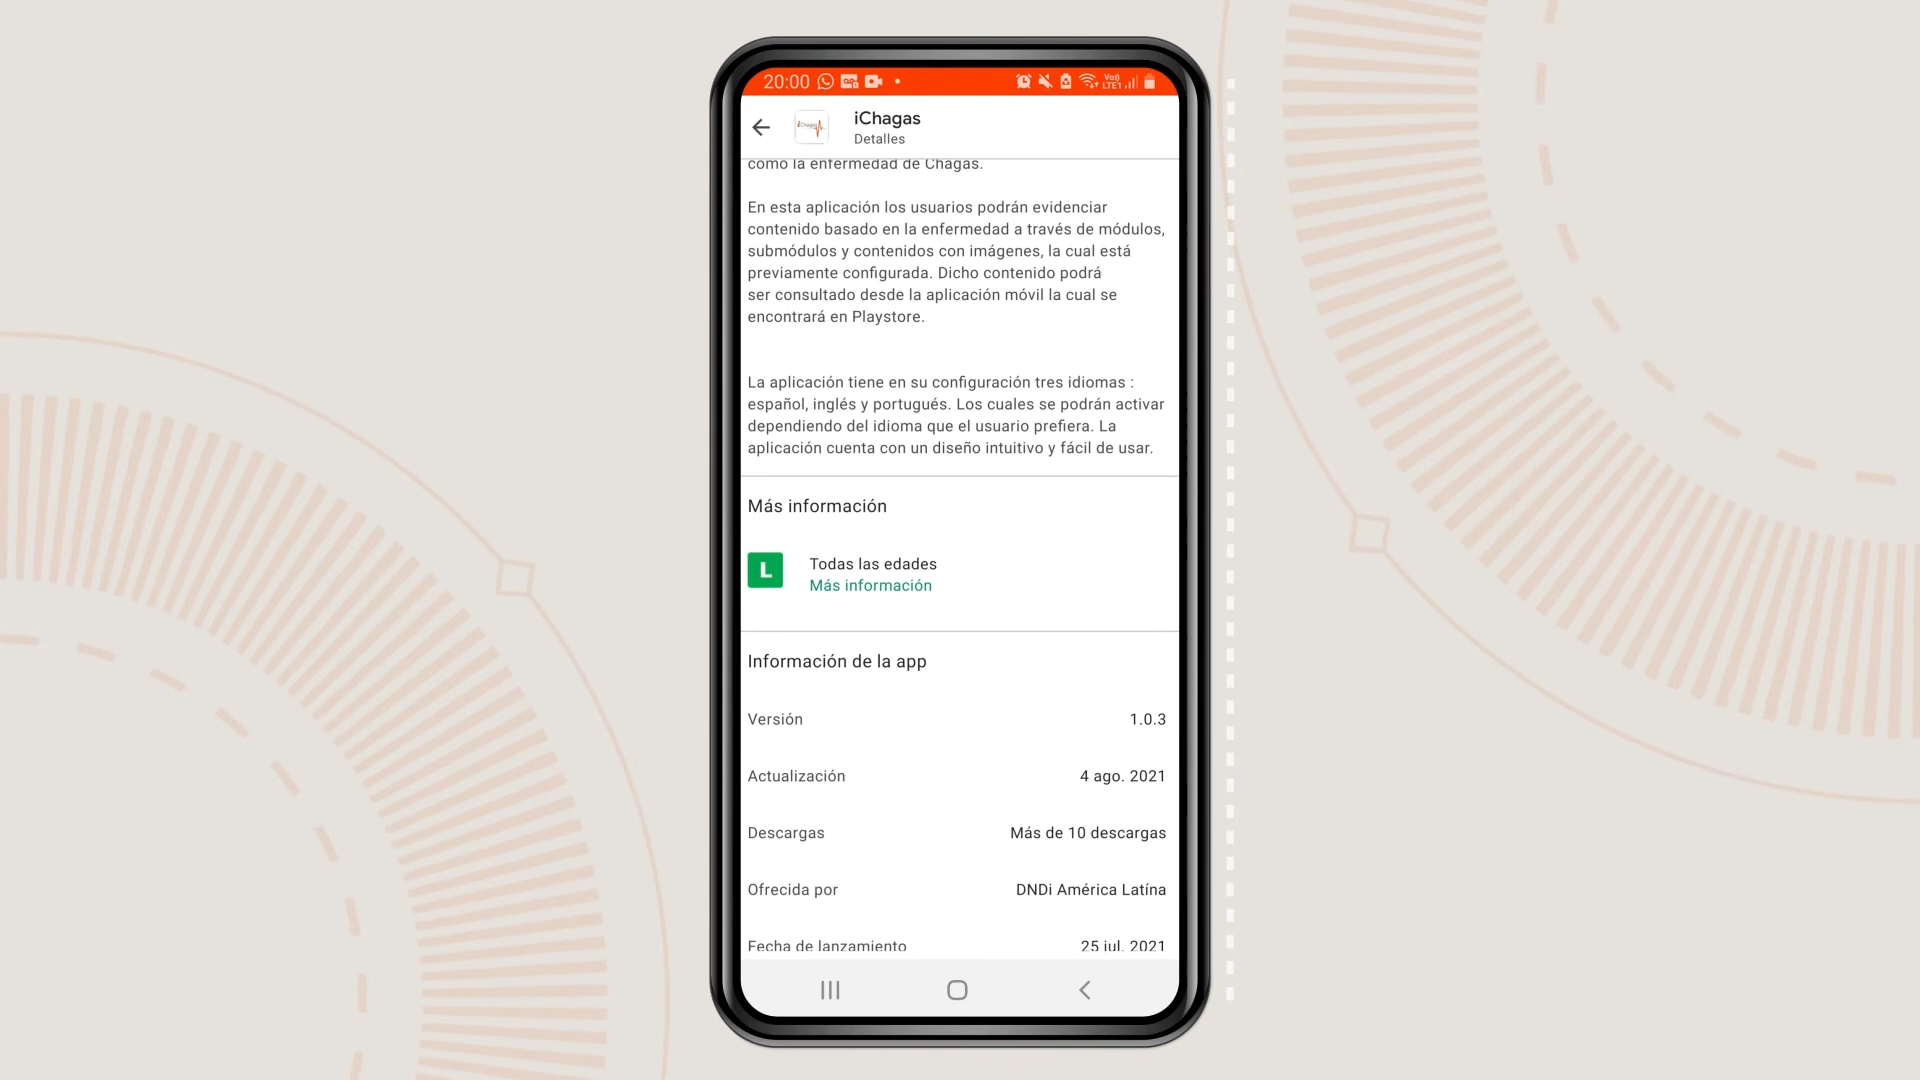 20:00
Vo))
LTE1
iChagas
iChagas
Detalles
como la enfermedad de Chagas.
En esta aplicación los usuarios podrán evidenciar
contenido basado en la enfermedad a través de módulos,
submódulos y contenidos con imágenes, la cual está
previamente configurada. Dicho contenido podrá
ser consultado desde la aplicación móvil la cual se
encontrará en Playstore.
La aplicación tiene en su configuración tres idiomas :
español, inglés y portugués. Los cuales se podrán activar
dependiendo del idioma que el usuario prefiera. La
aplicación cuenta con un diseño intuitivo y fácil de usar.
Más información
L
Todas las edades
Más información
Información de la app
Versión 1.0.3
Actualización 4 ago. 2021
Descargas Más de 10 descargas
Ofrecida por DNDi América Latína
Fecha de lanzamiento 25 jul. 2021